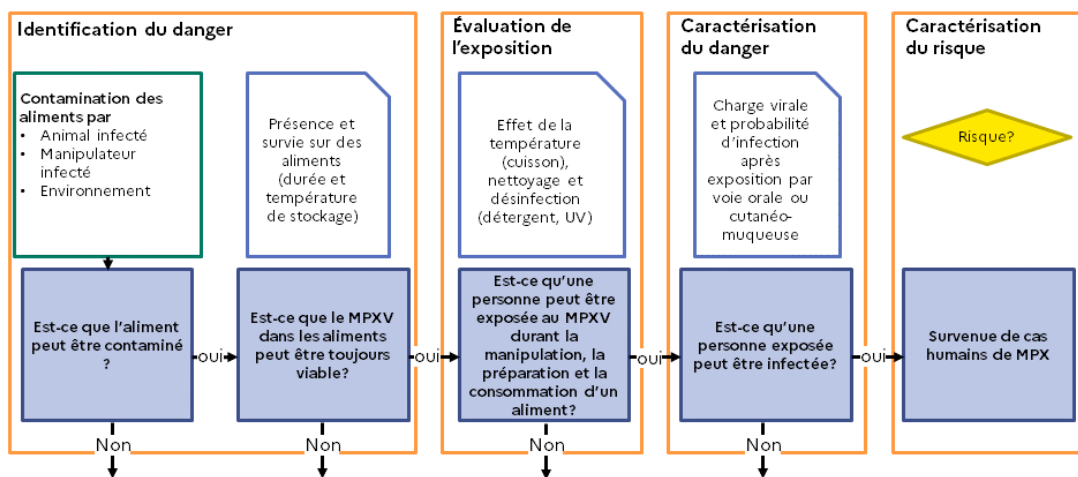 Identification du danger
Contamination des
aliments par
• Animal infecté
• Manipulateur
infecté
• Environnement
Présence et
survie sur des
aliments
(durée et
température
de stockage)
Est-ce que l'aliment
peut être contaminé
?
oui
Est-ce que le MPXV
dans les aliments
peut être toujours
viable?
oui
Non
Non
Évaluation de
l'exposition
Effet de la
température
(cuisson),
nettoyage et
désinfection
(détergent, UV)
Est-ce qu'une
personne peut être
exposée au MPXV
durant la
manipulation, la
préparation et la
consommation d'un
aliment?
oui
Non
Caractérisation
du danger
Charge virale
et probabilité
d'infection
après
exposition par
voie orale ou
cutanéo-
muqueuse
Est-ce qu'une
personne exposée
peut être infectée?
oui
Non
Caractérisation
du risque
Risque?
Survenue de cas
humains de MPX